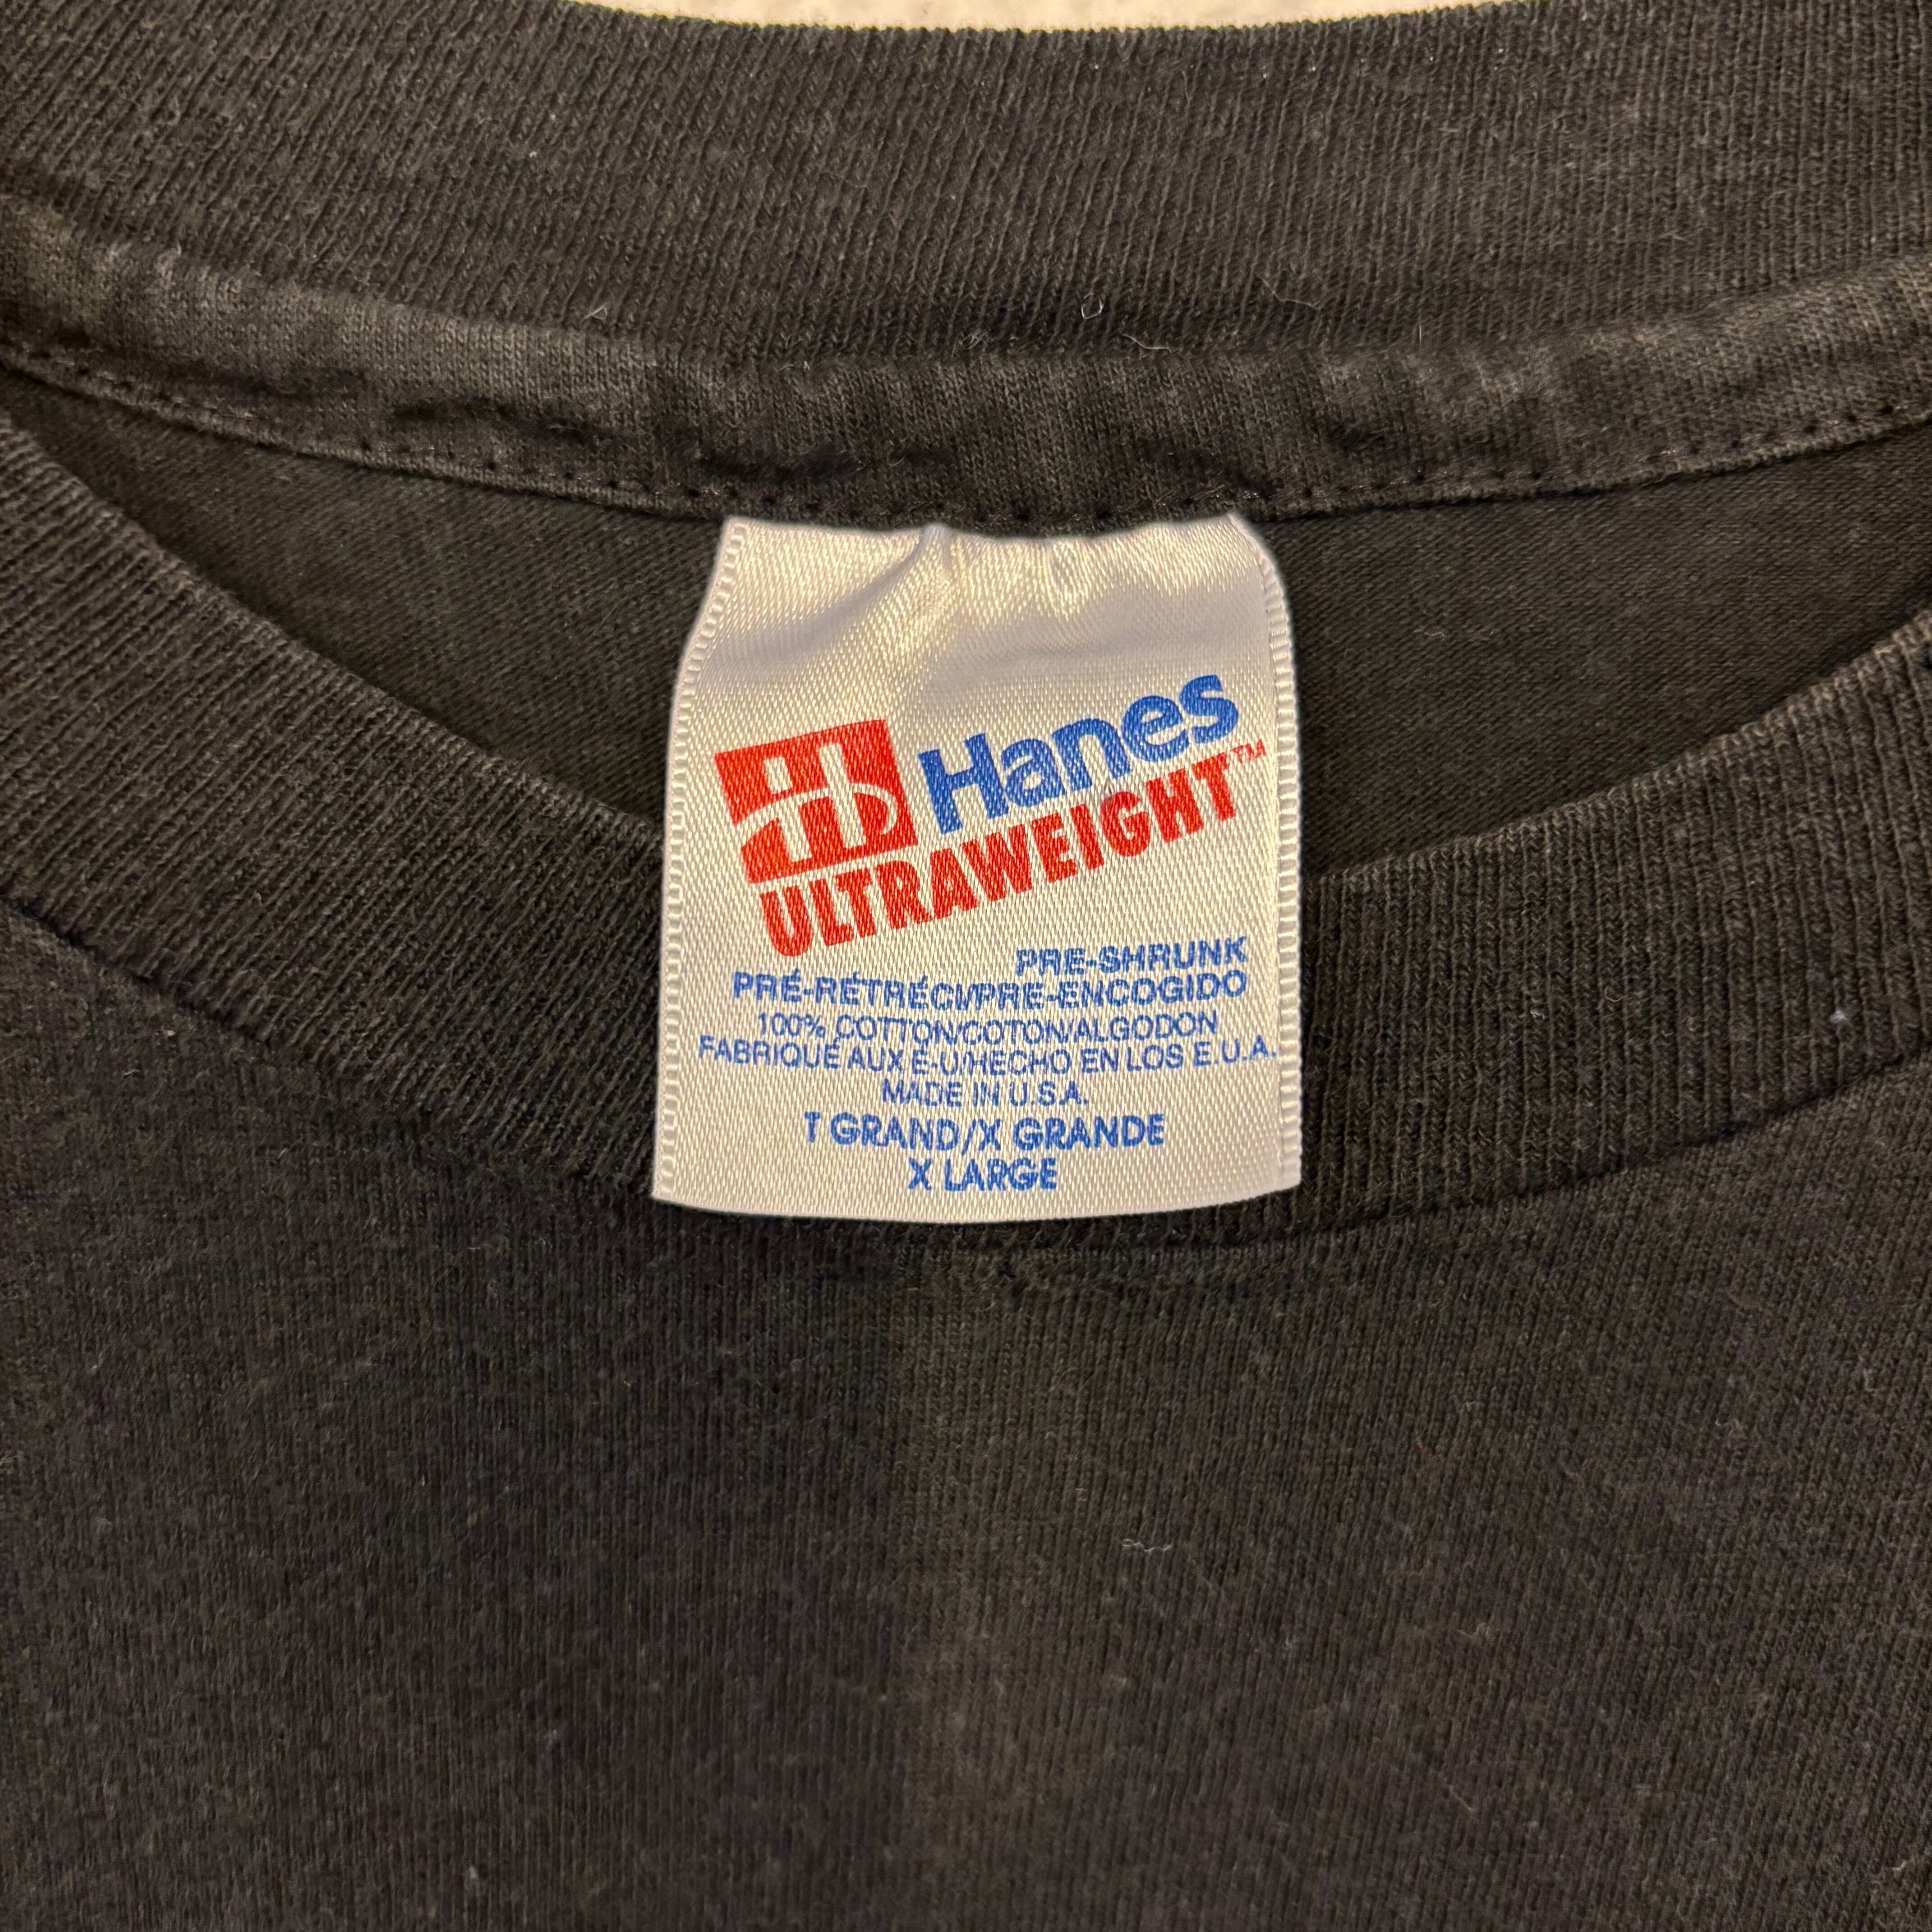 Hanes
ULTRAWEIGHT™
PRE-SHRUNK
PRÉ-RÉTRÉCI/PRE-ENCOGIDO
100% COTTON/COTON/ALGODON
FABRIQUÉ AUX É-U/HECHO EN LOS E.U.A.
MADE IN U.S.A.
T GRAND/X GRANDE
X LARGE